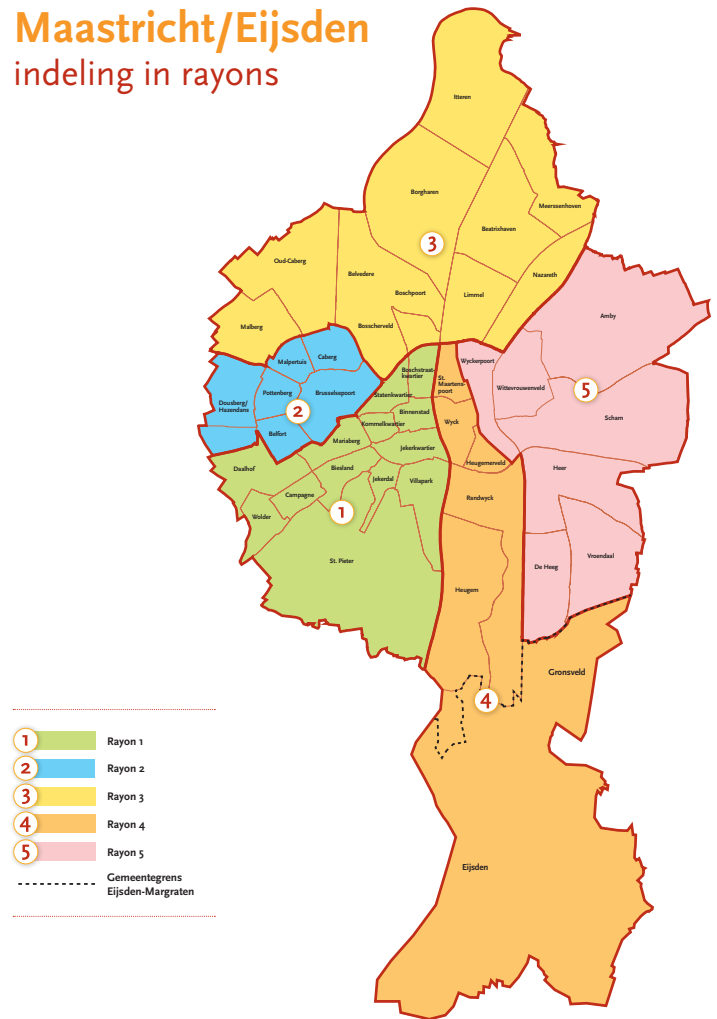 Maastricht/Eijsden
indeling in rayons
Itteren
Borgharen
Meerssenhoven
Beatrixhaven
3
Oud-Caberg
Belvedere
Nazareth
Boschpoort
Limmel
Amby
Malberg
Bosscherveld
Caberg
Malpertuis
Wyckerpoort
Boschstraat-
kwartier
St.
Maartens-
poort
Pottenberg
Brusselsepoort
Statenkwartier
Wittevrouwenveld
5
Dousberg/
Hazendans
2
Binnenstad
Scharn
Kommelkwartier
Wyck
Belfort
Mariaberg
Jekerkwartier
Daalhof
Biesland
Heugemerveld
Heer
Jekerdal
Villapark
Campagne
Randwyck
1
Wolder
St. Pieter
De Heeg
Vroendaal
Heugem
Gronsveld
4
1 Rayon 1
2 Rayon 2
3 Rayon 3
4 Rayon 4
5 Rayon 5
Gemeentegrens
Eijsden-Margraten
Eijsden